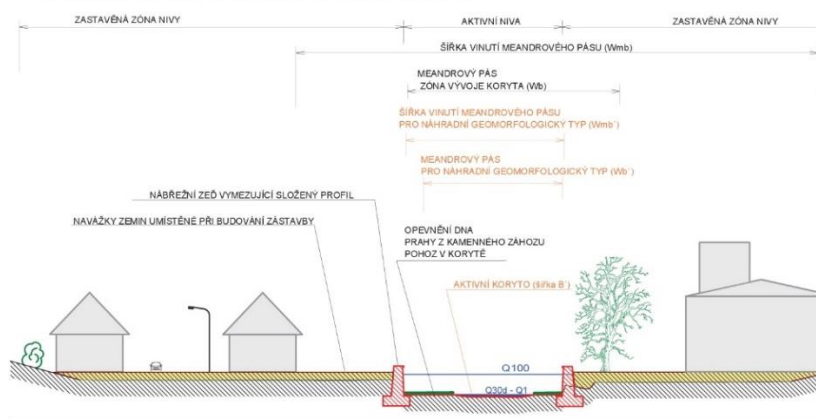 ZASTAVĚNÁ ZÓNA NIVY
AKTIVNÍ NIVA
ZASTAVĚNÁ ZÓNA NIVY
ŠÍŘKA VINUTÍ MEANDROVÉHO PÁSU (Wmb)
MEANDROVÝ PÁS
ZÓNA VÝVOJE KORYTA (Wb)
ŠÍŘKA VINUTÍ MEANDROVÉHO PÁSU
PRO NÁHRADNÍ GEOMORFOLOGICKÝ TYP (Wmb´)
MEANDROVÝ PÁS
PRO NÁHRADNÍ GEOMORFOLOGICKÝ TYP (Wb´)
NÁBŘEŽNÍ ZEĎ VYMEZUJÍCÍ SLOŽENÝ PROFIL
NAVÁŽKY ZEMIN UMÍSTĚNÉ PŘI BUDOVÁNÍ ZÁSTAVBY
OPEVNĚNÍ DNA
PRAHY Z KAMENNÉHO ZÁHOZU
POHOZ V KORYTĚ
AKTIVNÍ KORYTO (šířka B´)
Q100
Q30d - Q1